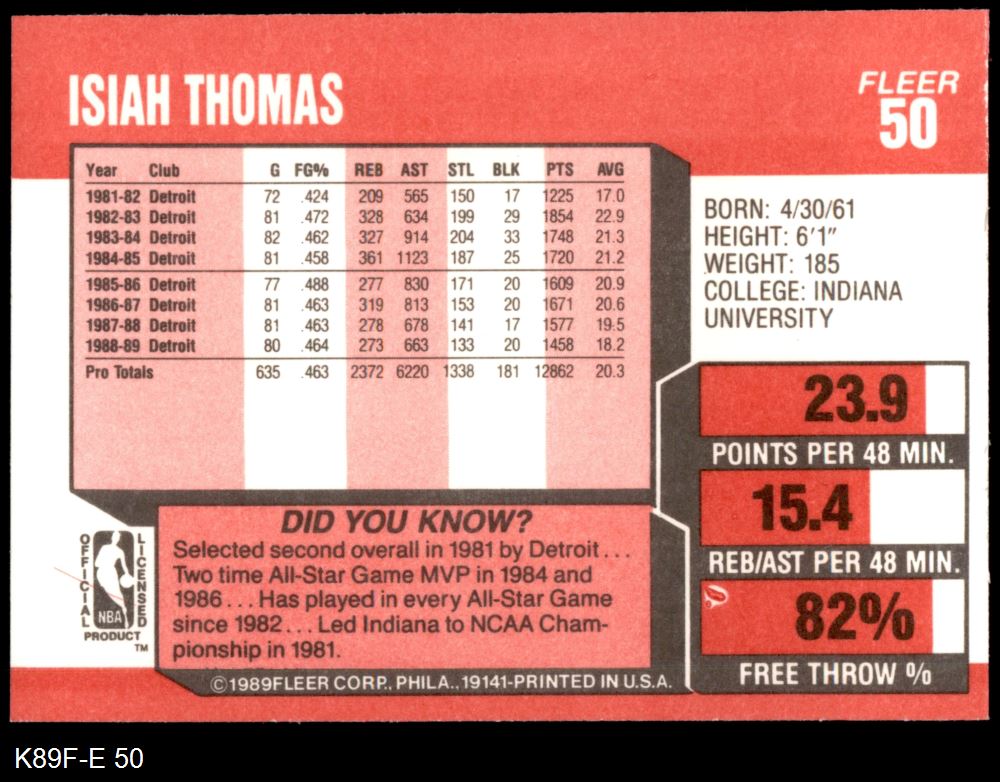 ISIAH THOMAS
FLEER
50
Year Club G FG% REB AST STL BLK PTS AVG
1981-82 Detroit 72 .424 209 565 150 17 1225 17.0
1982-83 Detroit 81 .472 328 634 199 29 1854 22.9
1983-84 Detroit 82 .462 327 914 204 33 1748 21.3
1984-85 Detroit 81 .458 361 1123 187 25 1720 21.2
1985-86 Detroit 77 .488 277 830 171 20 1609 20.9
1986-87 Detroit 81 .463 319 813 153 20 1671 20.6
1987-88 Detroit 81 .463 278 678 141 17 1577 19.5
1988-89 Detroit 80 .464 273 663 133 20 1458 18.2
Pro Totals 635 .463 2372 6220 1338 181 12862 20.3
BORN: 4/30/61
HEIGHT: 6'1"
WEIGHT: 185
COLLEGE: INDIANA
UNIVERSITY
23.9
POINTS PER 48 MIN.
15.4
REB/AST PER 48 MIN.
82%
FREE THROW %
DID YOU KNOW?
Selected second overall in 1981 by Detroit...
Two time All-Star Game MVP in 1984 and
1986... Has played in every All-Star Game
since 1982... Led Indiana to NCAA Cham-
pionship in 1981.
OFFICIAL
LICENSED
NBA
PRODUCT
TM
©1989FLEER CORP., PHILA., 19141-PRINTED IN U.S.A.
K89F-E 50